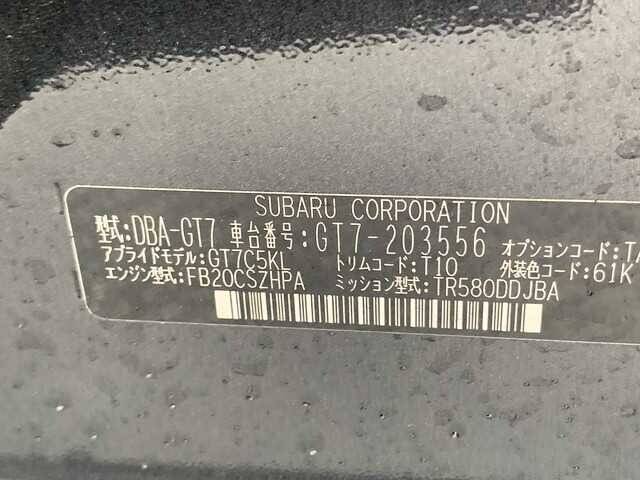 SUBARU CORPORATION
型式:DBA-GT7 車台番号:GT7-203556 オプションコード:TA
アプライドモデル:GT7C5KL トリムコード:T10 外装色コード:61K
エンジン型式:FB20CSZHPA ミッション型式:TR580DDJBA